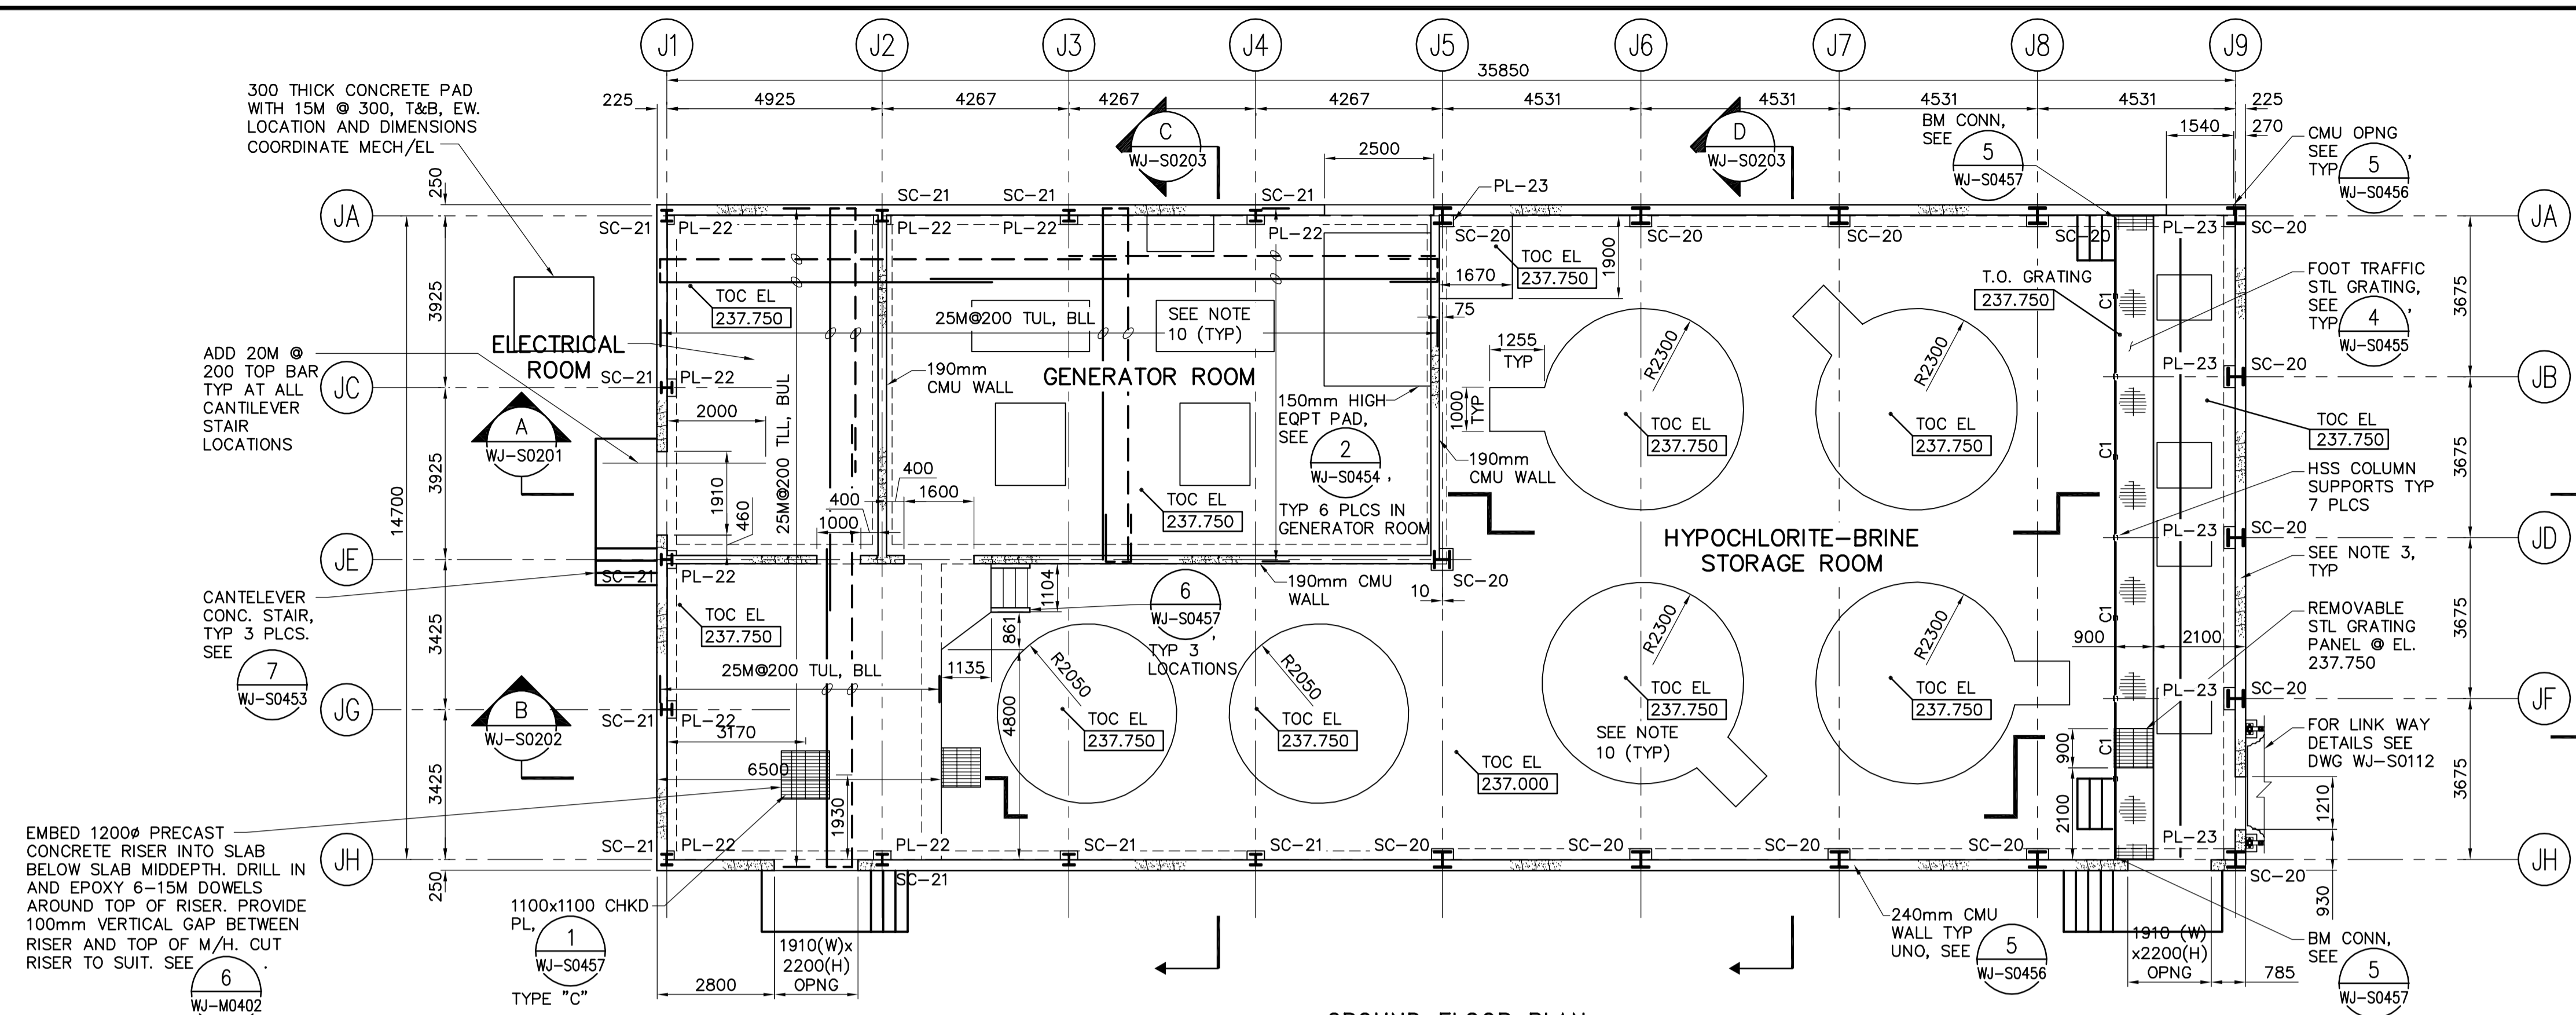 J1
J2
J3
J4
J5
J6
J7
J8
J9
35850
225
4925
4267
4267
4267
4531
4531
4531
4531
225
300 THICK CONCRETE PAD
WITH 15M @ 300, T&B, EW.
LOCATION AND DIMENSIONS
COORDINATE MECH/EL
C
WJ-S0203
D
WJ-S0203
BM CONN,
SEE
5
WJ-S0457
1540
270
CMU OPNG
SEE
TYP
5
WJ-S0456
,
2500
PL-23
250
JA
JA
SC-21
SC-21
SC-21
SC-21
PL-22
PL-22
PL-22
PL-22
SC-20
SC-20
SC-20
SC-20
PL-23
SC-20
3925
TOC EL
237.750
1900
TOC EL
237.750
1670
75
T.O. GRATING
237.750
C1
FOOT TRAFFIC
STL GRATING,
SEE
TYP
4
WJ-S0455
,
3675
25M@200 TUL, BLL
SEE NOTE
10 (TYP)
ELECTRICAL
ROOM
190mm
CMU WALL
GENERATOR ROOM
1255
TYP
R2300
R2300
ADD 20M @
200 TOP BAR
TYP AT ALL
CANTILEVER
STAIR
LOCATIONS
JC
SC-21
PL-22
PL-23
SC-20
JB
2000
25M@200 TLL, BUL
150mm HIGH
EQPT PAD,
SEE
2
WJ-S0454
,
TYP 6 PLCS IN
GENERATOR ROOM
1000
TYP
TOC EL
237.750
TOC EL
237.750
TOC EL
237.750
A
WJ-S0201
3925
14700
1910
460
400
400
1600
1000
TOC EL
237.750
190mm
CMU WALL
C1
3675
HSS COLUMN
SUPPORTS TYP
7 PLCS
HYPOCHLORITE-BRINE
STORAGE ROOM
PL-23
SC-20
JD
JE
SC-21
PL-22
SEE NOTE 3,
TYP
CANTELEVER
CONC. STAIR,
TYP 3 PLCS.
SEE
7
WJ-S0453
TOC EL
237.750
3425
1104
861
6
WJ-S0457
,
TYP 3
LOCATIONS
190mm CMU
WALL
10
SC-20
R2300
R2300
C1
900
2100
3675
REMOVABLE
STL GRATING
PANEL @ EL.
237.750
25M@200 TUL, BLL
1135
R2050
R2050
TOC EL
237.750
TOC EL
237.750
PL-23
SC-20
JF
JG
SC-21
PL-22
B
WJ-S0202
3170
4800
TOC EL
237.750
TOC EL
237.750
SEE NOTE
10 (TYP)
TOC EL
237.000
900
C1
FOR LINK WAY
DETAILS SEE
DWG WJ-S0112
3425
6500
1930
2100
1210
3675
EMBED 1200ø PRECAST
CONCRETE RISER INTO SLAB
BELOW SLAB MIDDEPTH. DRILL IN
AND EPOXY 6-15M DOWELS
AROUND TOP OF RISER. PROVIDE
100mm VERTICAL GAP BETWEEN
RISER AND TOP OF M/H. CUT
RISER TO SUIT. SEE
6
WJ-M0402
.
JH
JH
SC-21
PL-22
PL-22
SC-21
SC-21
SC-20
SC-20
SC-20
SC-20
PL-23
250
SC-21
SC-20
930
1100x1100 CHKD
PL,
1
WJ-S0457
TYPE "C"
1910(W)x
2200(H)
OPNG
2800
240mm CMU
WALL TYP
UNO, SEE
5
WJ-S0456
1910 (W)
x2200(H)
OPNG
785
BM CONN,
SEE
5
WJ-S0457
GROUND FLOOR PLAN